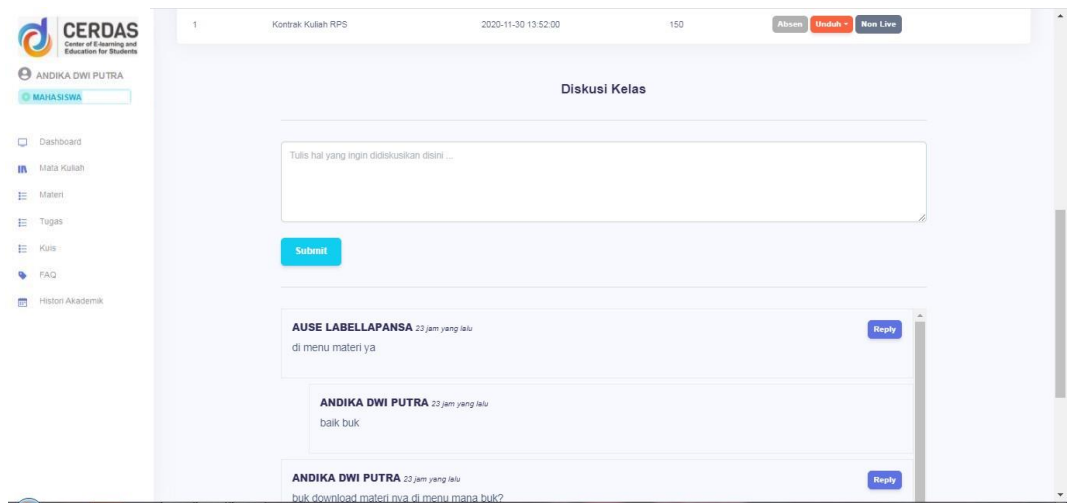 CERDAS
Center of E-learning and
Education for Students
ANDIKA DWI PUTRA
MAHASISWA
Dashboard
Mata Kuliah
Materi
Tugas
Kuis
FAQ
Histori Akademik
1 Kontrak Kuliah RPS 2020-11-30 13:52:00 150 Absen Unduh Non Live
Diskusi Kelas
Tulis hal yang ingin didiskusikan disini ...
Submit
AUSE LABELLAPANSA 23 jam yang lalu Reply
di menu materi ya
ANDIKA DWI PUTRA 23 jam yang lalu
baik buk
ANDIKA DWI PUTRA 23 jam yang lalu Reply
buk download materi nya di menu mana buk?